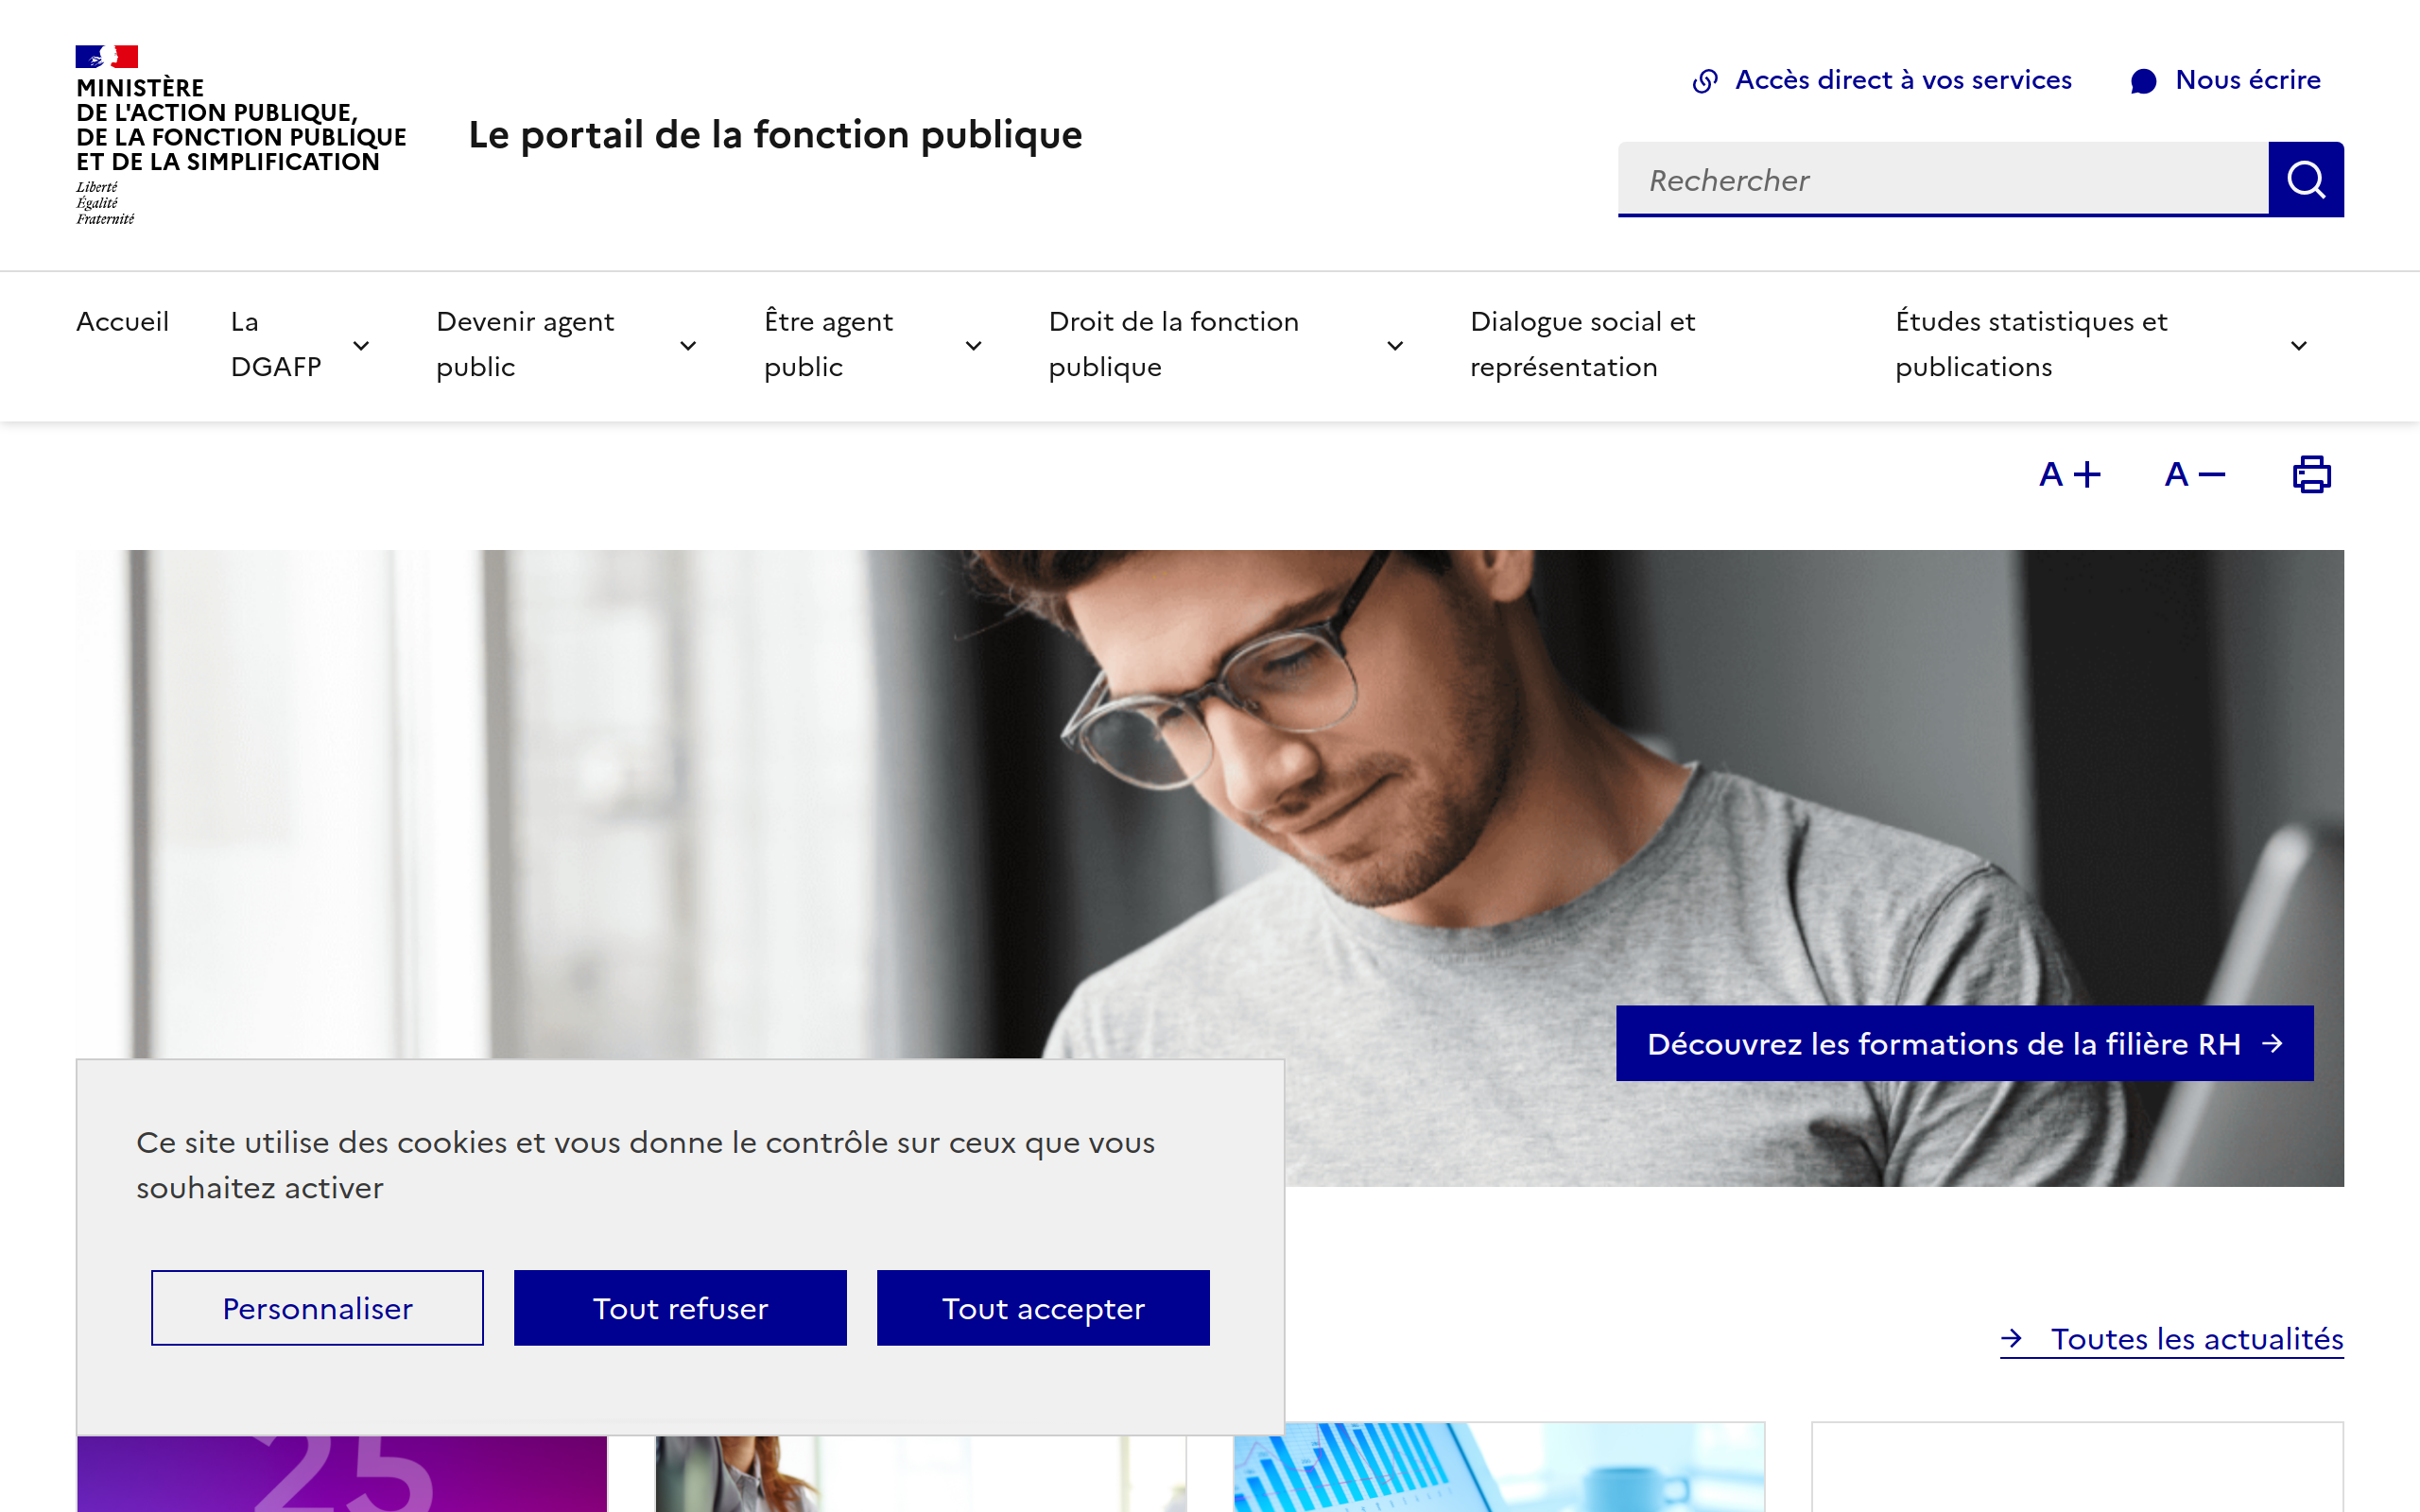 MINISTÈRE
DE L'ACTION PUBLIQUE,
DE LA FONCTION PUBLIQUE
ET DE LA SIMPLIFICATION
Liberté
Égalité
Fraternité
Le portail de la fonction publique
Accès direct à vos services
Nous écrire
Rechercher
Accueil
La
DGAFP
Devenir agent
public
Être agent
public
Droit de la fonction
publique
Dialogue social et
représentation
Études statistiques et
publications
A +
A −
Découvrez les formations de la filière RH
Ce site utilise des cookies et vous donne le contrôle sur ceux que vous
souhaitez activer
Personnaliser
Tout refuser
Tout accepter
Toutes les actualités
25